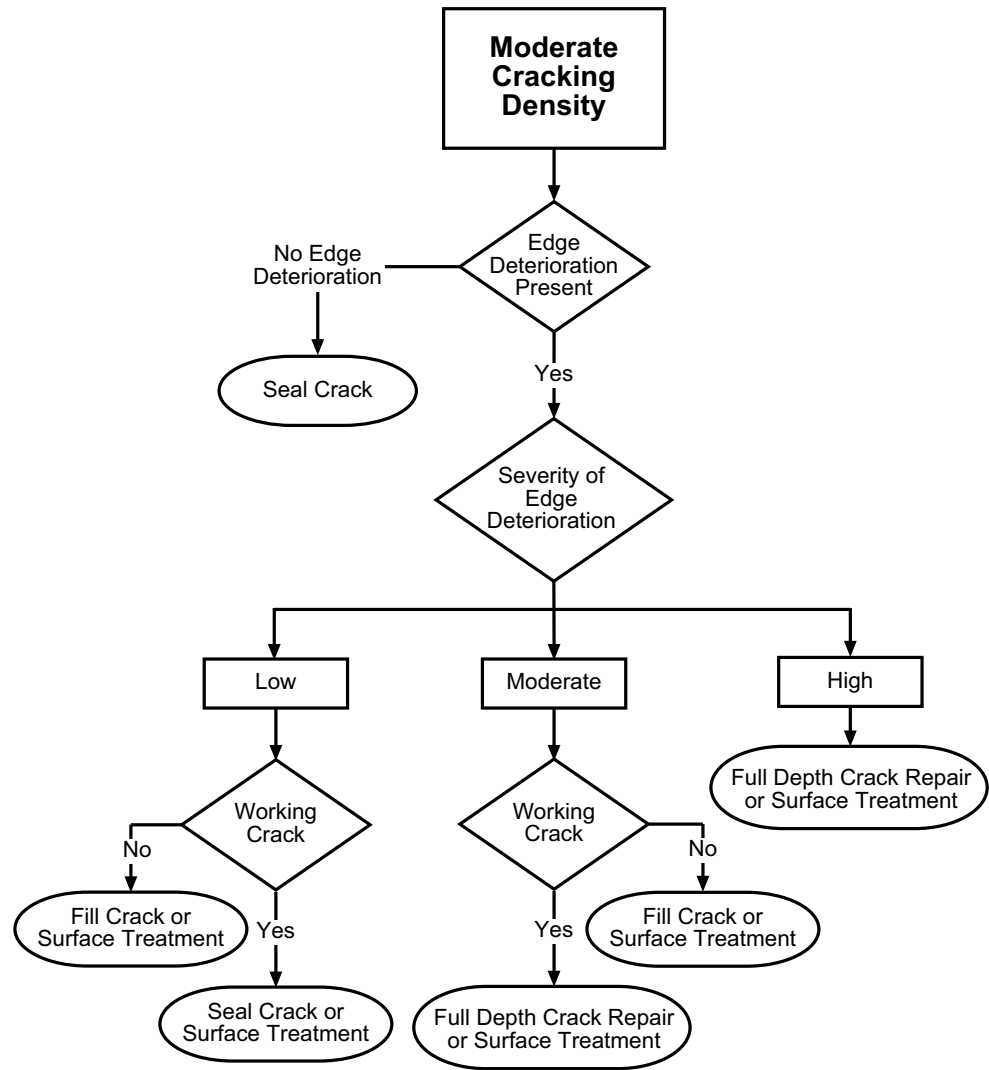 Moderate
Cracking
Density
Edge
Deterioration
Present
No Edge
Deterioration
Seal Crack
Yes
Severity of
Edge
Deterioration
Low
Moderate
High
Full Depth Crack Repair
or Surface Treatment
Working
Crack
Working
Crack
No
No
Fill Crack or
Surface Treatment
Yes
Yes
Fill Crack or
Surface Treatment
Seal Crack or
Surface Treatment
Full Depth Crack Repair
or Surface Treatment